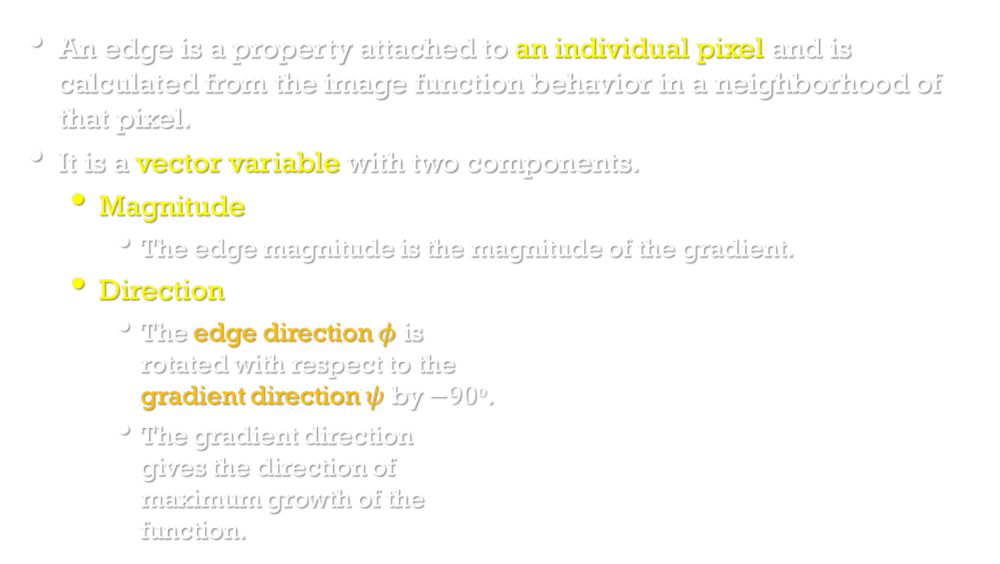 • An edge is a property attached to an individual pixel and is
calculated from the image function behavior in a neighborhood of
that pixel.
• It is a vector variable with two components.
• Magnitude
• The edge magnitude is the magnitude of the gradient.
• Direction
• The edge direction ϕ is
rotated with respect to the
gradient direction ψ by −90º.
• The gradient direction
gives the direction of
maximum growth of the
function.